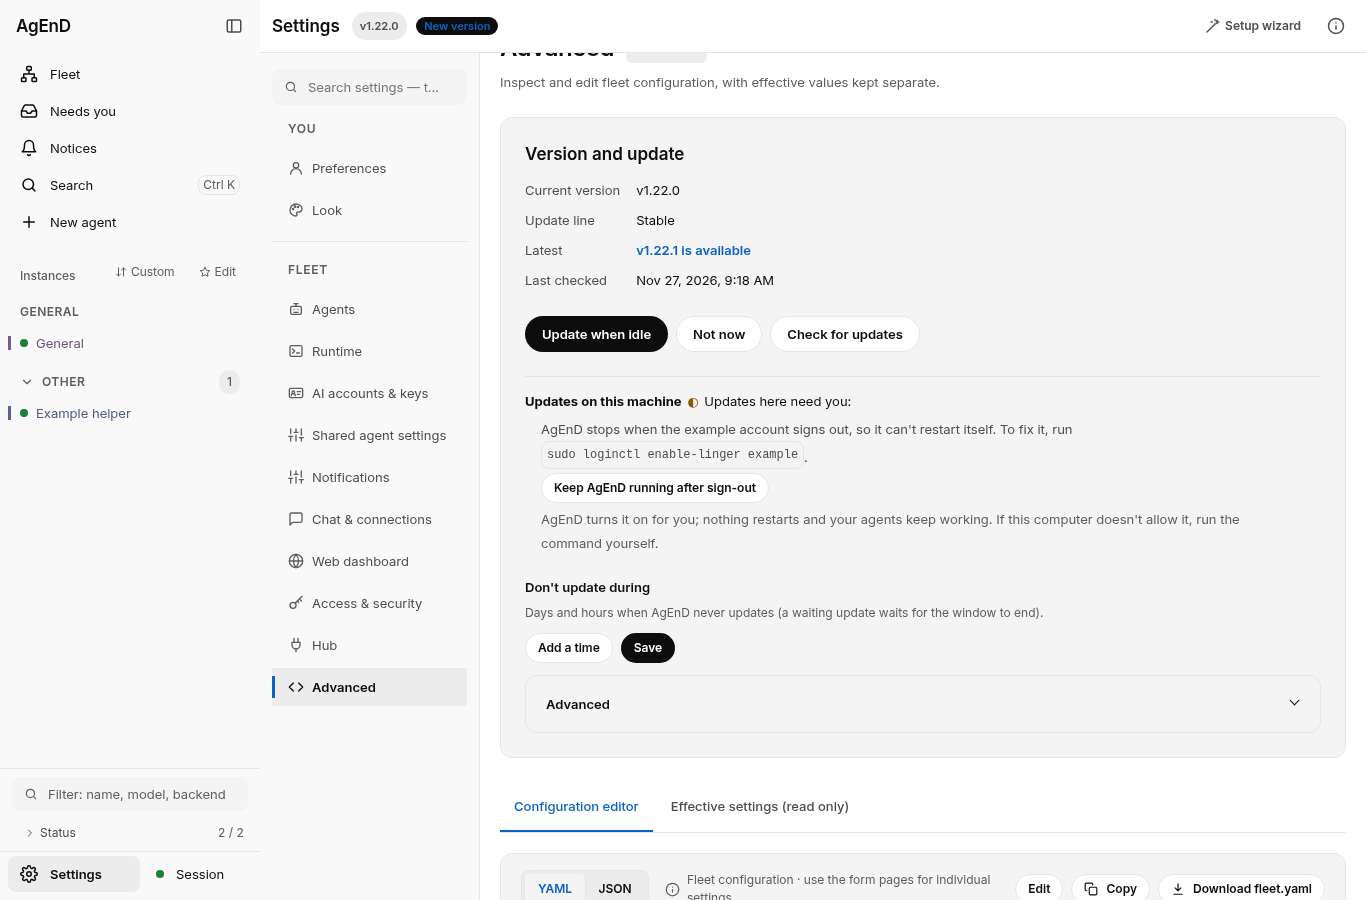 AgEnD
Fleet
Needs you
Notices
Search
Ctrl K
New agent
Instances
Custom
Edit
GENERAL
General
OTHER
1
Example helper
Filter: name, model, backend
Status
2 / 2
Settings
Session
Settings
v1.22.0
New version
Setup wizard
Search settings — t...
YOU
Preferences
Look
FLEET
Agents
Runtime
AI accounts & keys
Shared agent settings
Notifications
Chat & connections
Web dashboard
Access & security
Hub
Advanced
Advanced
Inspect and edit fleet configuration, with effective values kept separate.
Version and update
Current version v1.22.0
Update line Stable
Latest v1.22.1 is available
Last checked Nov 27, 2026, 9:18 AM
Update when idle
Not now
Check for updates
Updates on this machine Updates here need you:
AgEnD stops when the example account signs out, so it can't restart itself. To fix it, run
sudo loginctl enable-linger example.
Keep AgEnD running after sign-out
AgEnD turns it on for you; nothing restarts and your agents keep working. If this computer doesn't allow it, run the
command yourself.
Don't update during
Days and hours when AgEnD never updates (a waiting update waits for the window to end).
Add a time
Save
Advanced
Configuration editor
Effective settings (read only)
YAML
JSON
Fleet configuration · use the form pages for individual
settings
Edit
Copy
Download fleet.yaml